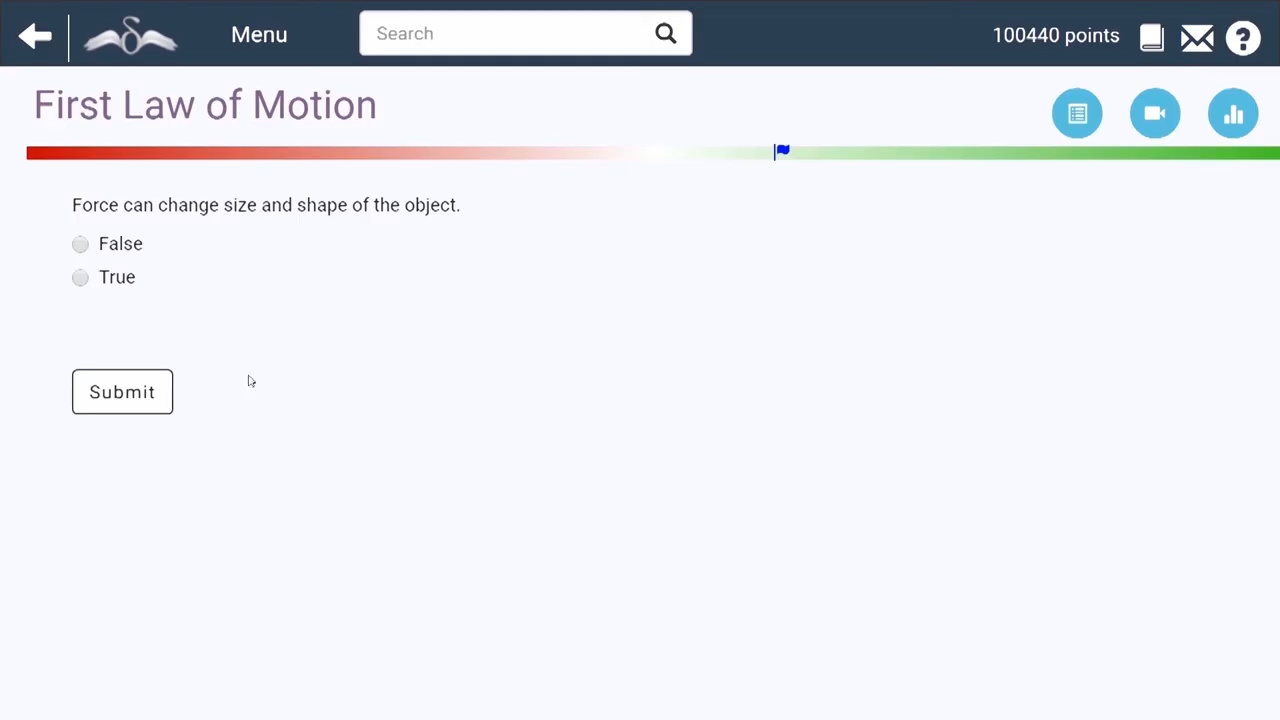 Menu
Search
100440 points
?
First Law of Motion
Force can change size and shape of the object.
False
True
Submit